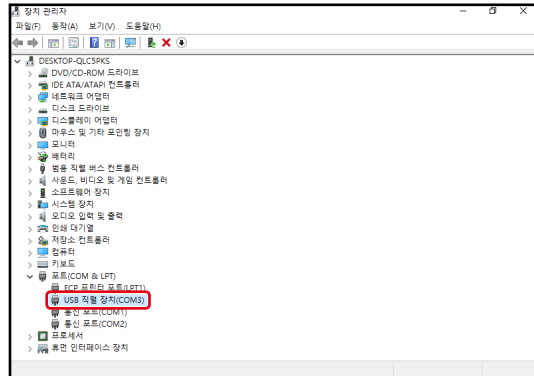 장치 관리자
파일(F) 동작(A) 보기(V) 도움말(H)
DESKTOP-QLC5PKS
DVD/CD-ROM 드라이브
IDE ATA/ATAPI 컨트롤러
네트워크 어댑터
디스크 드라이브
디스플레이 어댑터
마우스 및 기타 포인팅 장치
모니터
배터리
범용 직렬 버스 컨트롤러
사운드, 비디오 및 게임 컨트롤러
소프트웨어 장치
시스템 장치
오디오 입력 및 출력
인쇄 대기열
저장소 컨트롤러
컴퓨터
키보드
포트(COM & LPT)
ECP 프린터 포트(LPT1)
USB 직렬 장치(COM3)
통신 포트(COM1)
통신 포트(COM2)
프로세서
휴먼 인터페이스 장치